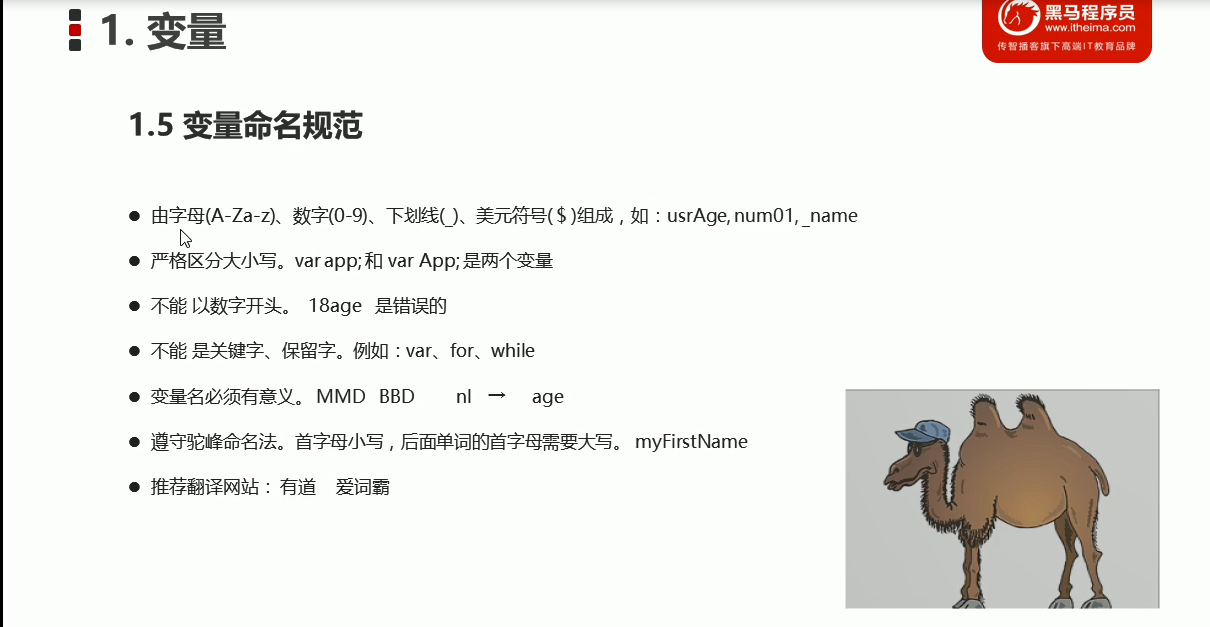 1. 变量
黑马程序员
www.itheima.com
传智播客旗下高端IT教育品牌
1.5 变量命名规范
由字母(A-Za-z)、数字(0-9)、下划线(_)、美元符号( $ )组成，如：usrAge, num01, _name
严格区分大小写。var app; 和 var App; 是两个变量
不能 以数字开头。 18age 是错误的
不能 是关键字、保留字。例如：var、for、while
变量名必须有意义。 MMD BBD nl → age
遵守驼峰命名法。首字母小写，后面单词的首字母需要大写。 myFirstName
推荐翻译网站： 有道 爱词霸